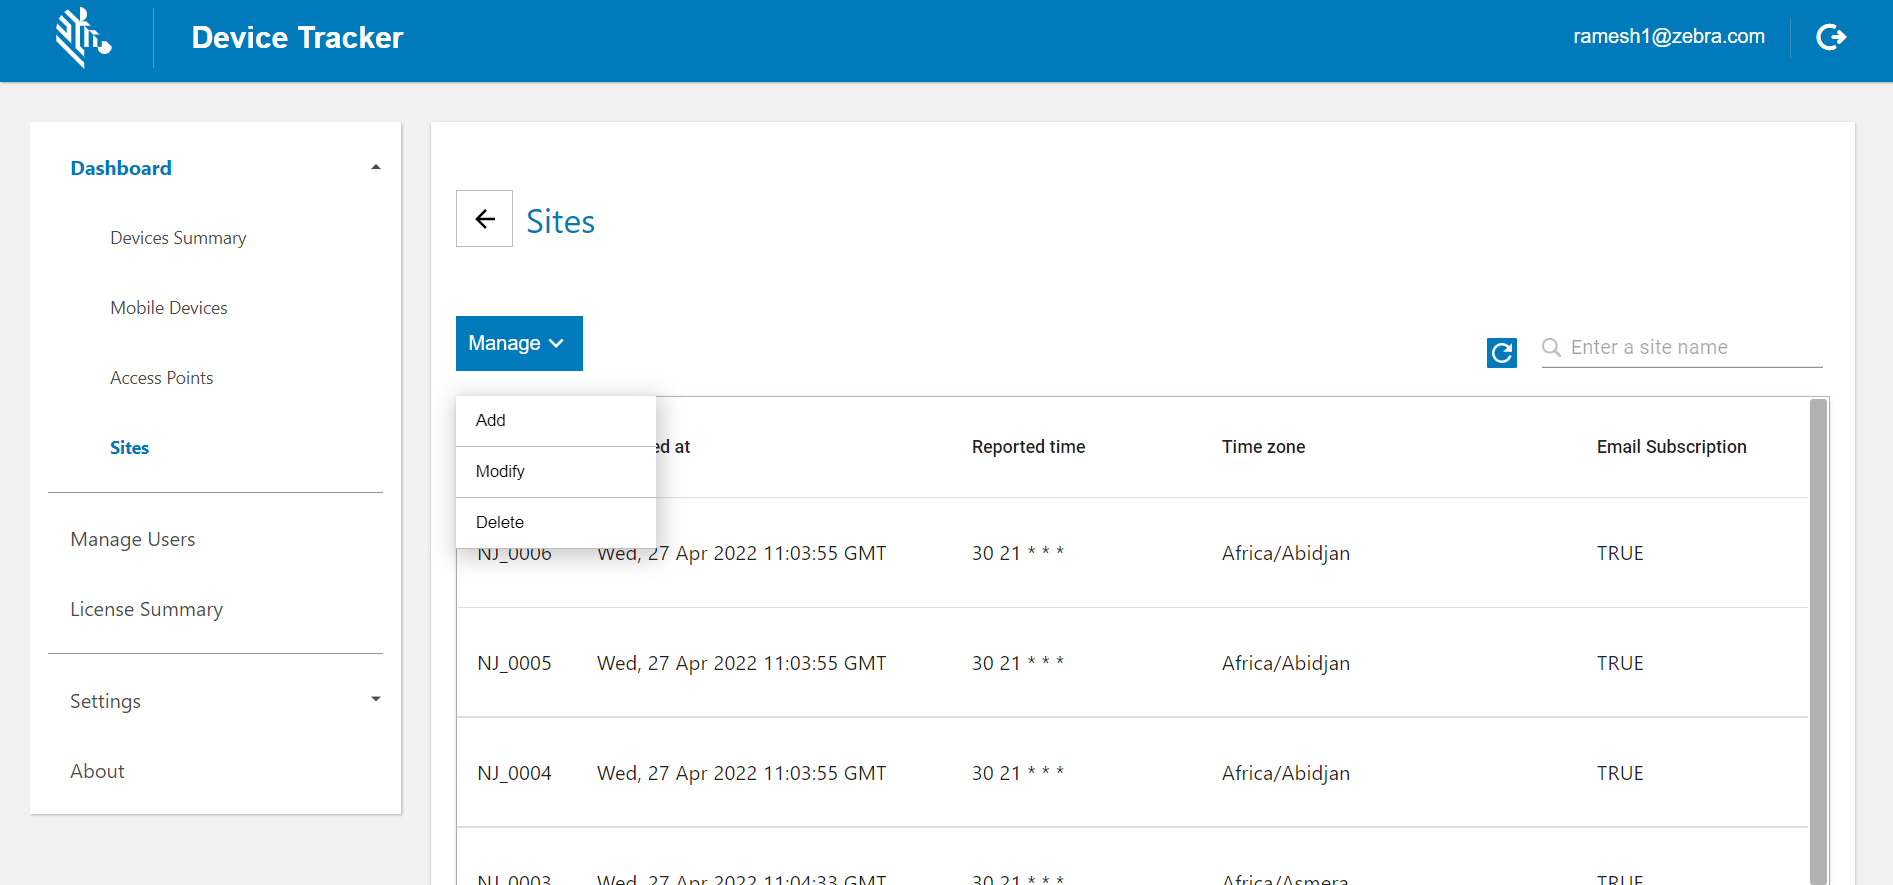 Device Tracker
ramesh1@zebra.com
Dashboard
Devices Summary
Mobile Devices
Access Points
Sites
Manage Users
License Summary
Settings
About
Sites
Manage
Enter a site name
Add
Modify
Delete
ed at Reported time Time zone Email Subscription
NJ_0006 Wed, 27 Apr 2022 11:03:55 GMT 30 21 * * * Africa/Abidjan TRUE
NJ_0005 Wed, 27 Apr 2022 11:03:55 GMT 30 21 * * * Africa/Abidjan TRUE
NJ_0004 Wed, 27 Apr 2022 11:03:55 GMT 30 21 * * * Africa/Abidjan TRUE
NJ_0003 Wed, 27 Apr 2022 11:04:33 GMT 30 21 * * * Africa/Asmera TRUE